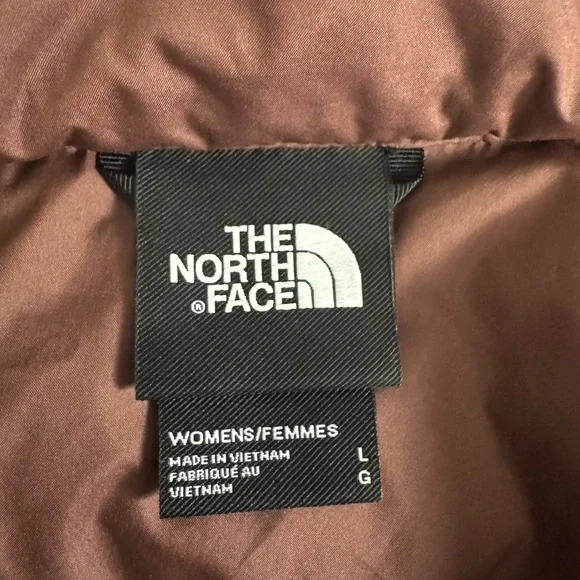 THE
NORTH
®FACE
WOMENS/FEMMES
MADE IN VIETNAM L
FABRIQUÉ AU G
VIETNAM